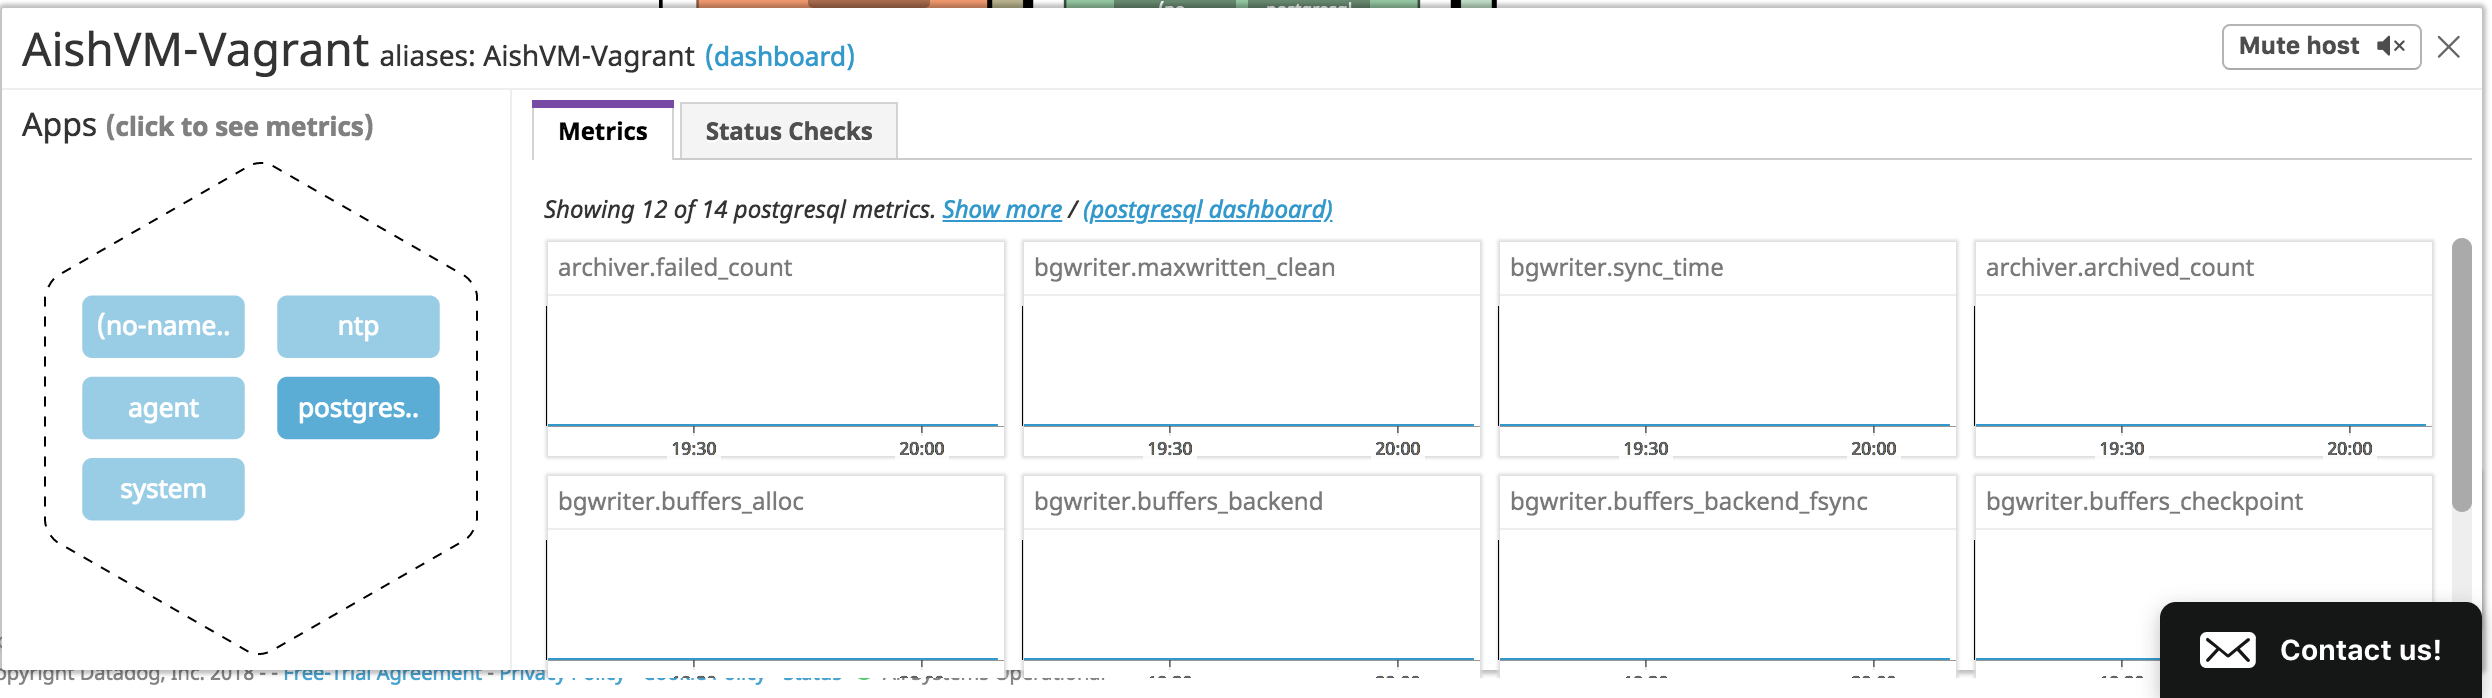 AishVM-Vagrant aliases: AishVM-Vagrant (dashboard)
Mute host
Apps (click to see metrics)
(no-name..
ntp
agent
postgres..
system
Metrics
Status Checks
Showing 12 of 14 postgresql metrics. Show more / (postgresql dashboard)
archiver.failed_count
bgwriter.maxwritten_clean
bgwriter.sync_time
archiver.archived_count
19:30 20:00
19:30 20:00
19:30 20:00
19:30 20:00
bgwriter.buffers_alloc
bgwriter.buffers_backend
bgwriter.buffers_backend_fsync
bgwriter.buffers_checkpoint
Contact us!
Datadog, Inc. 2018 - - Free-Trial Agreement - Privacy Policy